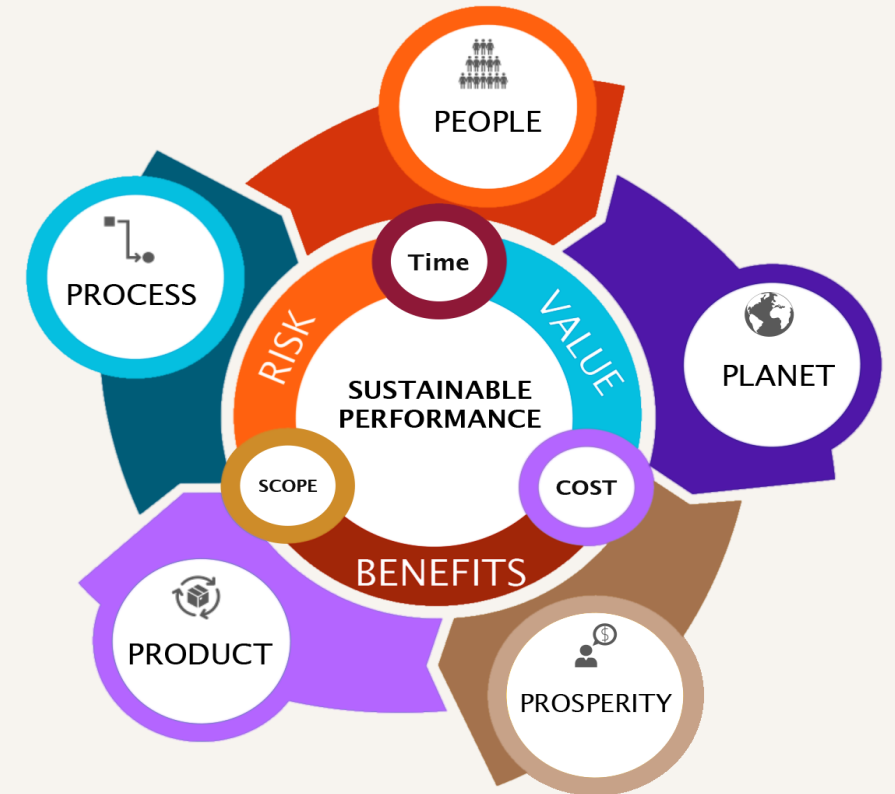 PEOPLE
PROCESS
Time
RISK
VALUE
PLANET
SUSTAINABLE
PERFORMANCE
SCOPE
COST
BENEFITS
PRODUCT
$
PROSPERITY